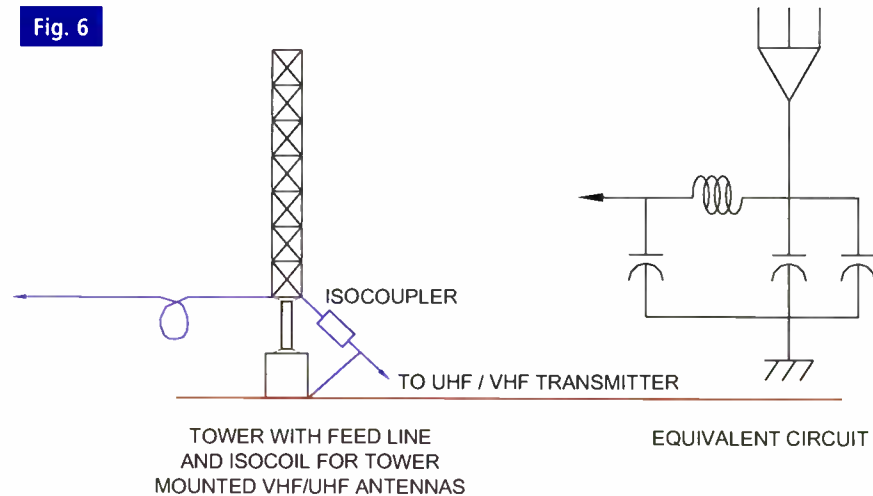 Fig. 6
ISOCOUPLER
TO UHF / VHF TRANSMITTER
TOWER WITH FEED LINE
AND ISOCOIL FOR TOWER
MOUNTED VHF/UHF ANTENNAS
EQUIVALENT CIRCUIT